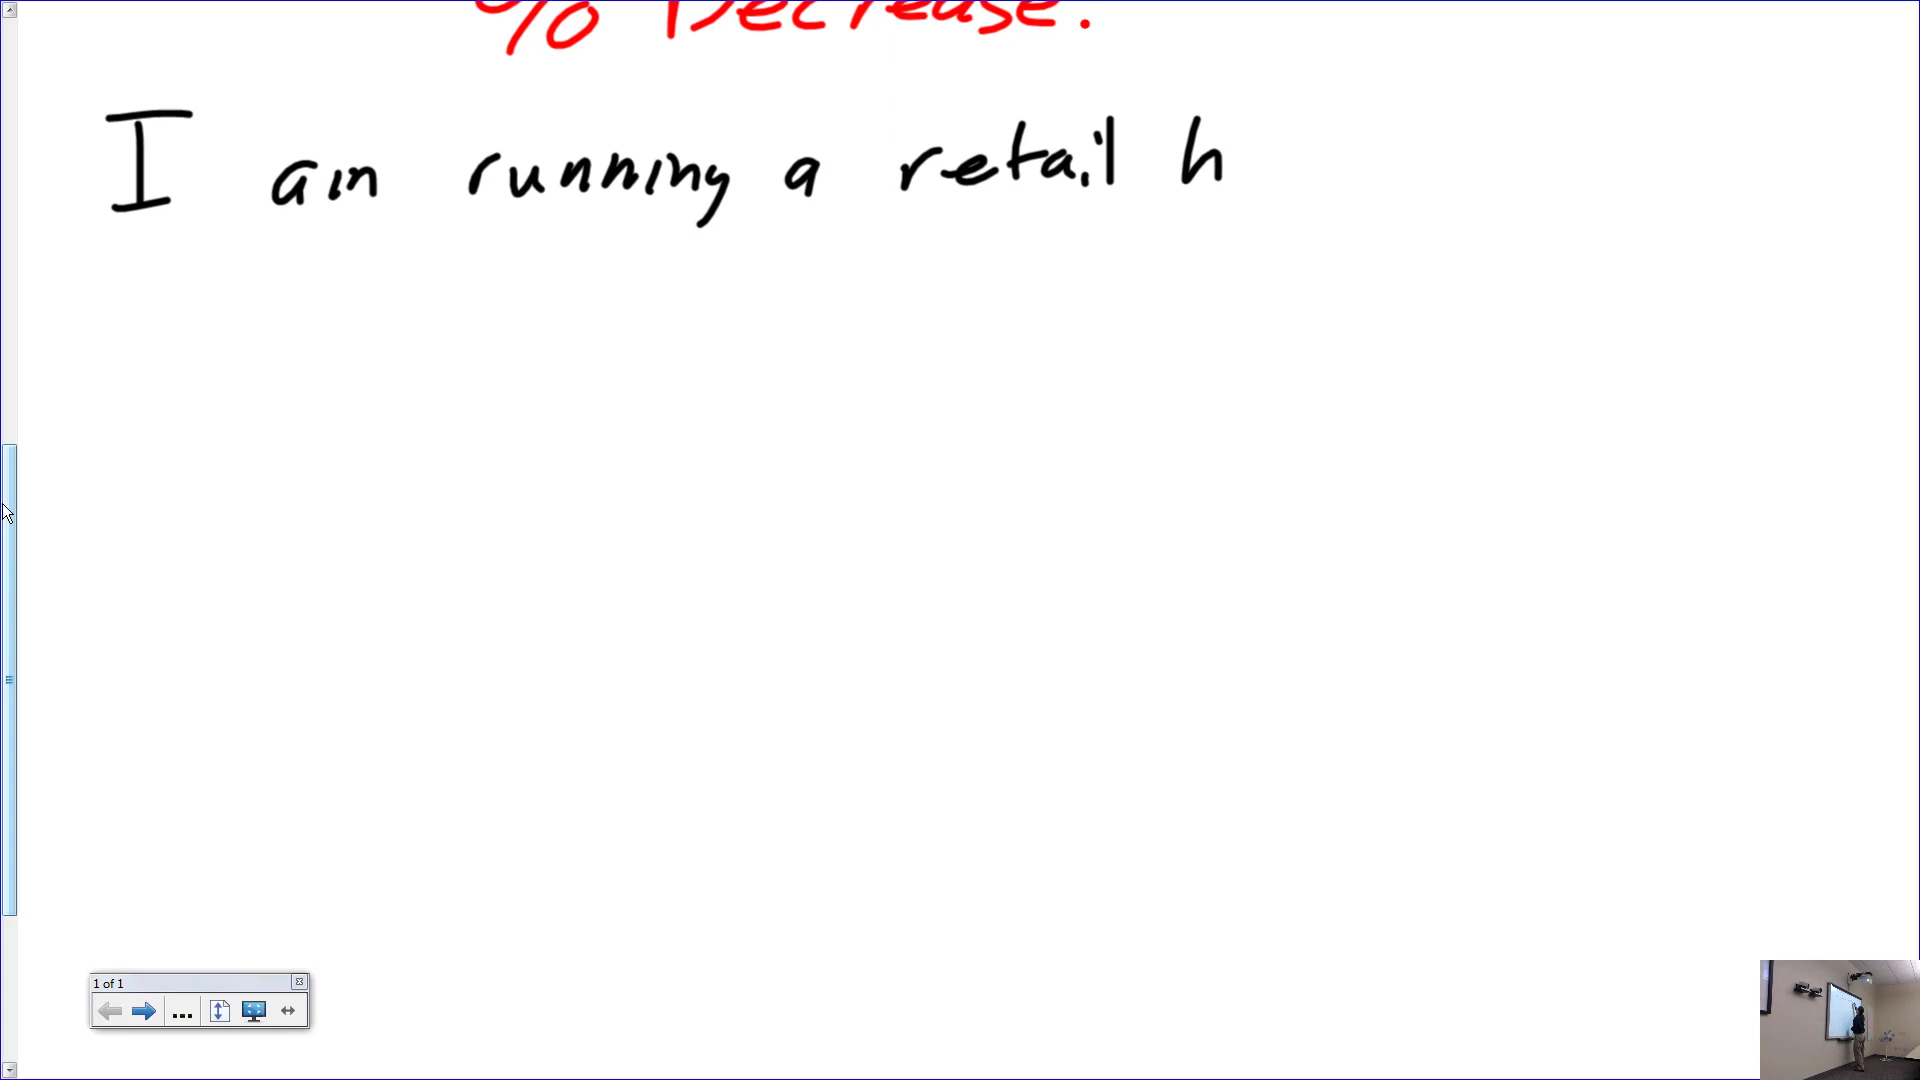 % Decrease.
I am running a retail h
1 of 1